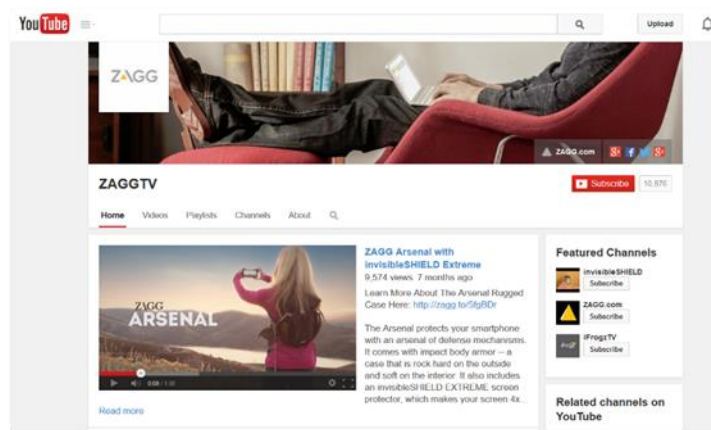 YouTube
Upload
ZAGG
ZAGG.com
ZAGGTV
Subscribe 10,876
Home Videos Playlists Channels About
ZAGG Arsenal with
invisibleSHIELD Extreme
9,574 views 7 months ago
Learn More About The Arsenal Rugged
Case Here: http://zagg.to/5fgBDr
The Arsenal protects your smartphone
with an arsenal of defense mechanisms.
It comes with impact body armor – a
case that is rock hard on the outside
and soft on the interior. It also includes
an invisibleSHIELD EXTREME screen
protector, which makes your screen 4x
ZAGG
ARSENAL
0:08 / 1:30
Read more
Featured Channels
invisibleSHIELD
Subscribe
ZAGG.com
Subscribe
iFrogzTV
Subscribe
Related channels on
YouTube